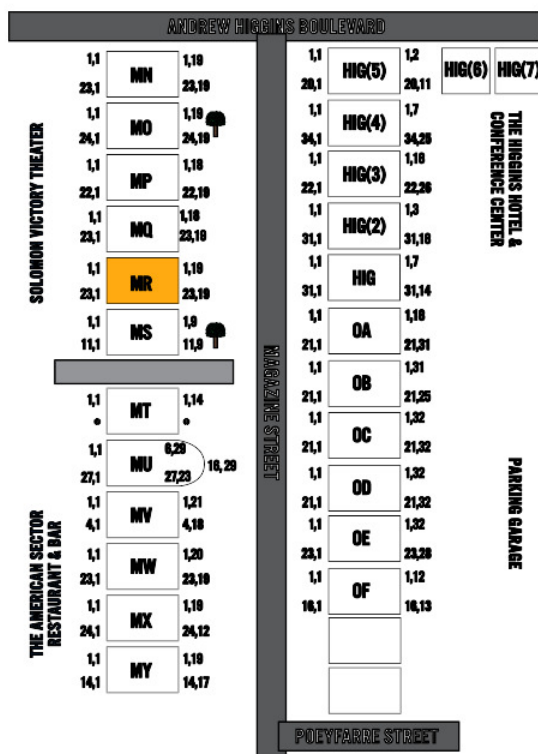 ANDREW HIGGINS BOULEVARD
1,1 MN 1,19
23,1 23,19
1,1 MO 1,19
24,1 24,19
1,1 MP 1,18
22,1 22,19
1,1 MQ 1,18
23,1 23,19
1,1 MR 1,19
23,1 23,19
1,1 MS 1,9
11,1 11,9
1,1 MT 1,14
1,1 MU 6,29
27,1 27,23
18,29
1,1 MV 1,21
4,1 4,18
1,1 MW 1,20
23,1 23,19
1,1 MX 1,19
24,1 24,12
1,1 MY 1,19
14,1 14,17
SOLOMON VICTORY THEATER
THE AMERICAN SECTOR
RESTAURANT & BAR
MAGAZINE STREET
1,1 HIG(5) 1,2
20,1 20,11
HIG(6) HIG(7)
1,1 HIG(4) 1,7
34,1 34,25
1,1 HIG(3) 1,16
22,1 22,26
1,1 HIG(2) 1,3
31,1 31,16
1,1 HIG 1,7
31,1 31,14
1,1 OA 1,16
21,1 21,31
1,1 OB 1,31
21,1 21,25
1,1 OC 1,32
21,1 21,32
1,1 OD 1,32
21,1 21,32
1,1 OE 1,32
23,1 23,28
1,1 OF 1,12
16,1 16,13
THE HIGGINS HOTEL &
CONFERENCE CENTER
PARKING GARAGE
POEYFARRE STREET